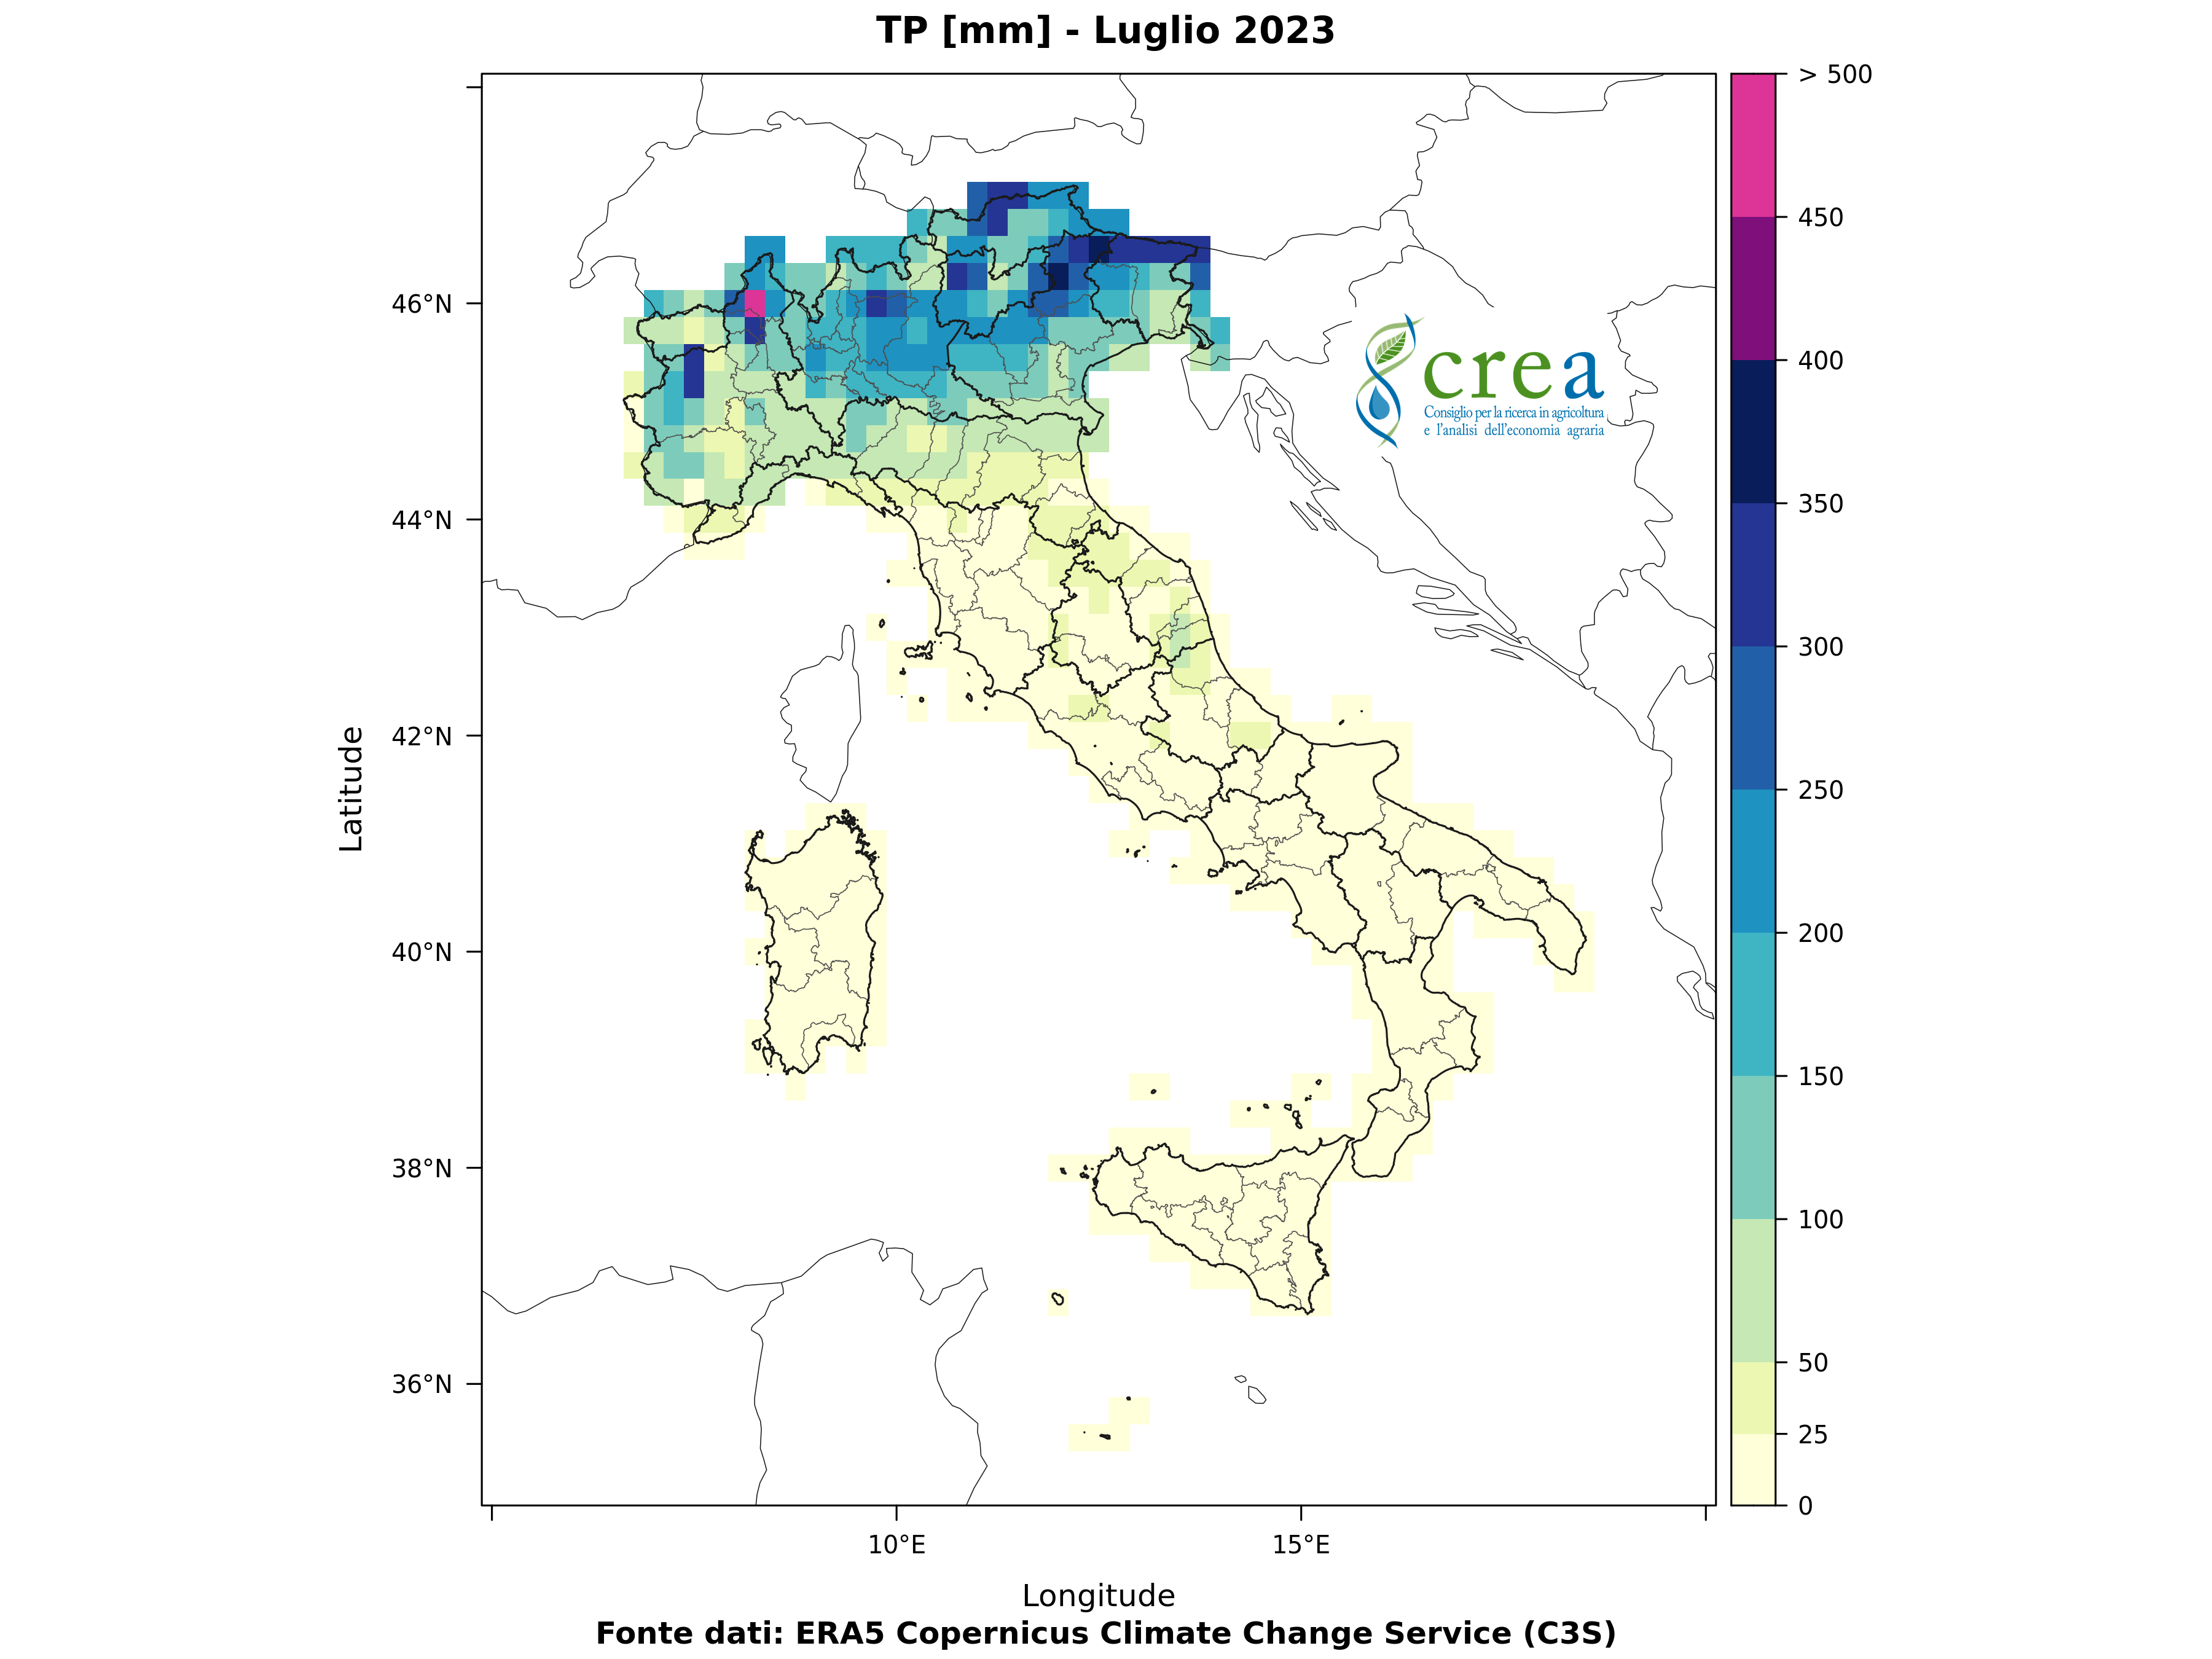 TP [mm] - Luglio 2023
> 500
450
400
350
300
250
200
150
100
50
25
0
46°N
44°N
42°N
40°N
38°N
36°N
Latitude
crea
Consiglio per la ricerca in agricoltura
e l'analisi dell'economia agraria
10°E
15°E
Longitude
Fonte dati: ERA5 Copernicus Climate Change Service (C3S)